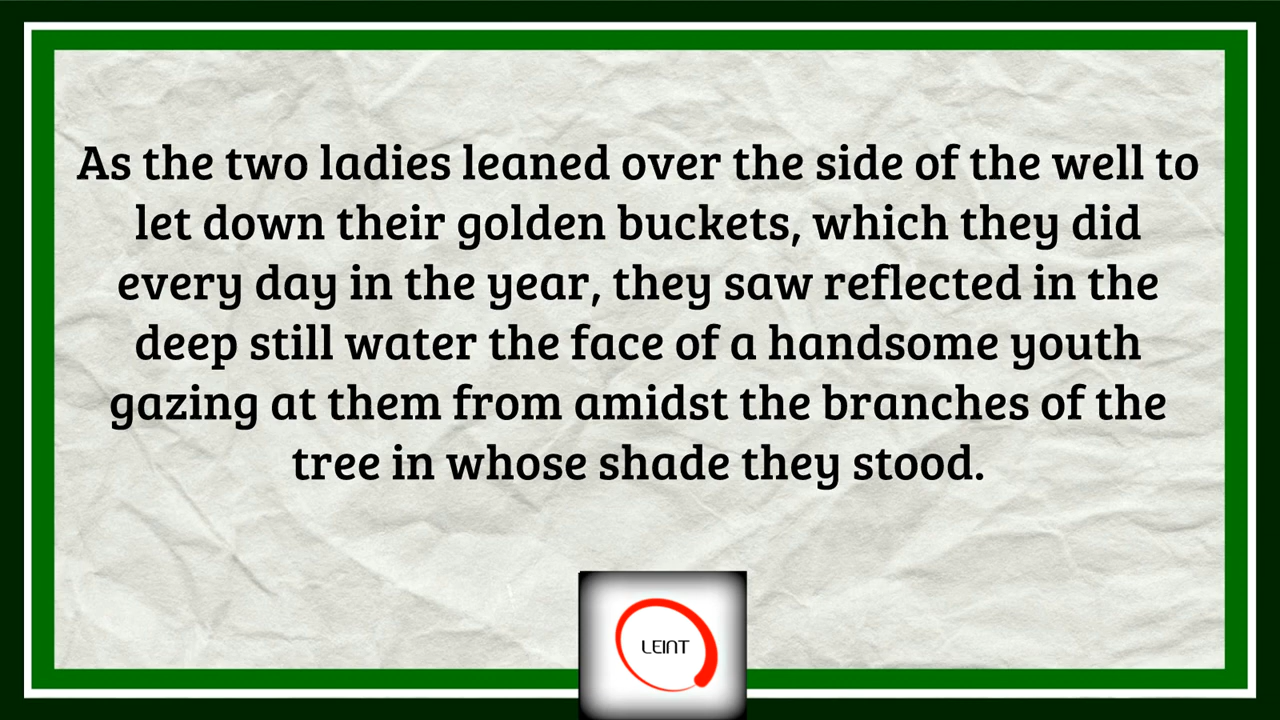 As the two ladies leaned over the side of the well to
let down their golden buckets, which they did
every day in the year, they saw reflected in the
deep still water the face of a handsome youth
gazing at them from amidst the branches of the
tree in whose shade they stood.
LEINT